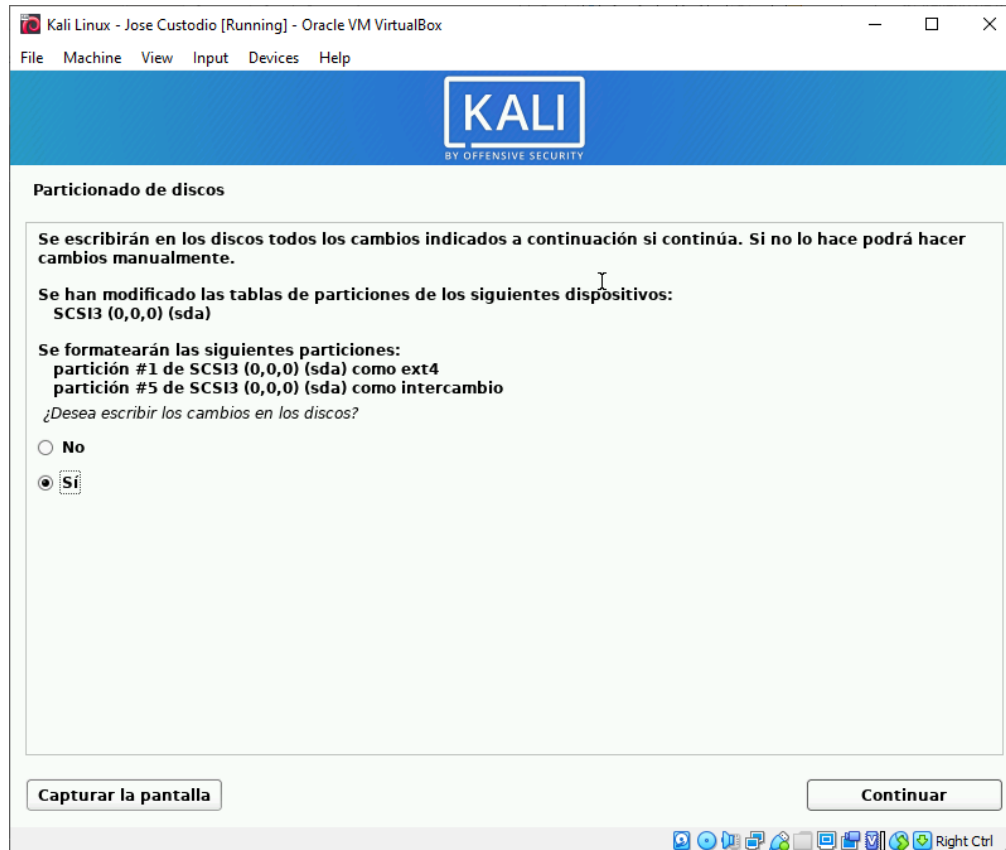 Kali Linux - Jose Custodio [Running] - Oracle VM VirtualBox
File Machine View Input Devices Help
KALI
BY OFFENSIVE SECURITY
Particionado de discos
Se escribirán en los discos todos los cambios indicados a continuación si continúa. Si no lo hace podrá hacer
cambios manualmente.
Se han modificado las tablas de particiones de los siguientes dispositivos:
SCSI3 (0,0,0) (sda)
Se formatearán las siguientes particiones:
partición #1 de SCSI3 (0,0,0) (sda) como ext4
partición #5 de SCSI3 (0,0,0) (sda) como intercambio
¿Desea escribir los cambios en los discos?
No
Sí
Capturar la pantalla
Continuar
Right Ctrl